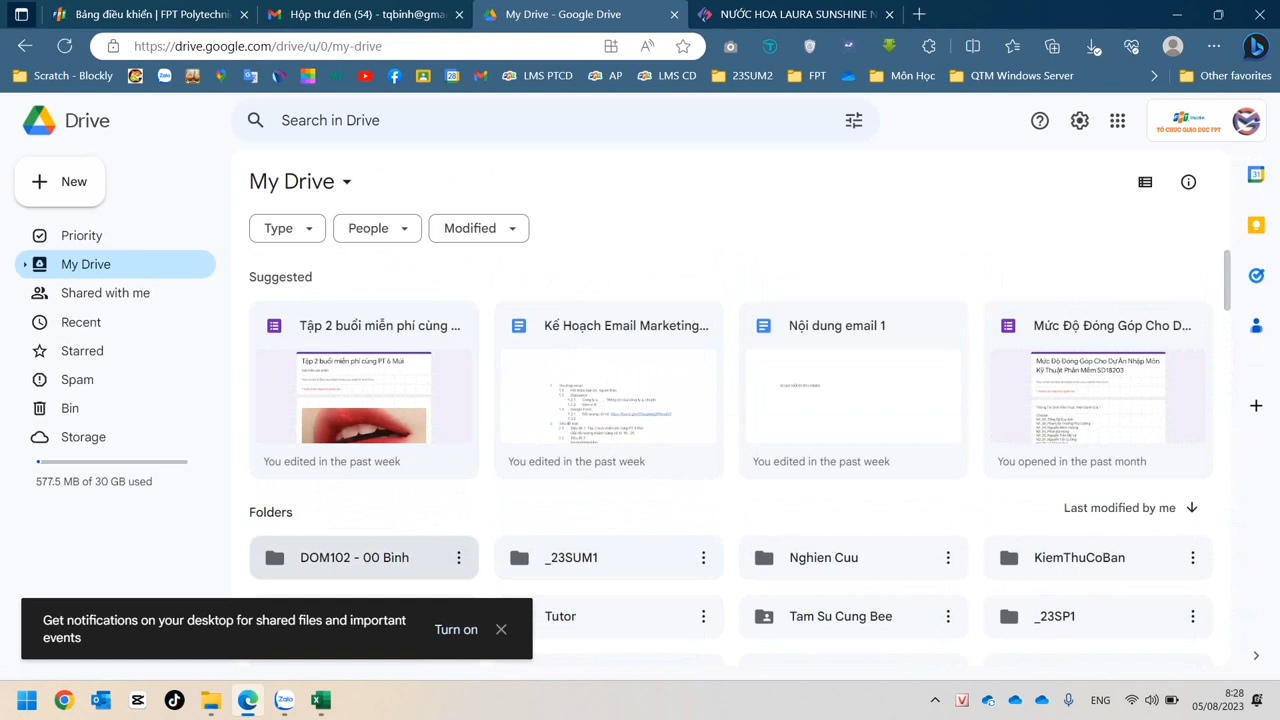 Bảng điều khiển | FPT Polytechni
Hộp thư đến (54) - tqbinh@gma
My Drive - Google Drive
NƯỚC HOA LAURA SUNSHINE N
https://drive.google.com/drive/u/0/my-drive
Scratch - Blockly
LMS PTCD
AP
LMS CD
23SUM2
FPT
Môn Học
QTM Windows Server
Other favorites
Drive
Search in Drive
FPT Education
TỔ CHỨC GIÁO DỤC FPT
New
My Drive
Type
People
Modified
Priority
My Drive
Shared with me
Recent
Starred
Spam
Bin
Storage
577.5 MB of 30 GB used
Suggested
Tập 2 buổi miễn phí cùng ...
Kế Hoạch Email Marketing...
Nội dung email 1
Mức Độ Đóng Góp Cho D...
Tập 2 buổi miễn phí cùng PT 6 Múi
Mức Độ Đóng Góp Cho Dự Án Nhập Môn
Kỹ Thuật Phần Mềm SD18203
You edited in the past week
You edited in the past week
You edited in the past week
You opened in the past month
Folders
Last modified by me
DOM102 - 00 Bình
_23SUM1
Nghien Cuu
KiemThuCoBan
Tutor
Tam Su Cung Bee
_23SP1
Get notifications on your desktop for shared files and important
events
Turn on
ENG
8:28
05/08/2023